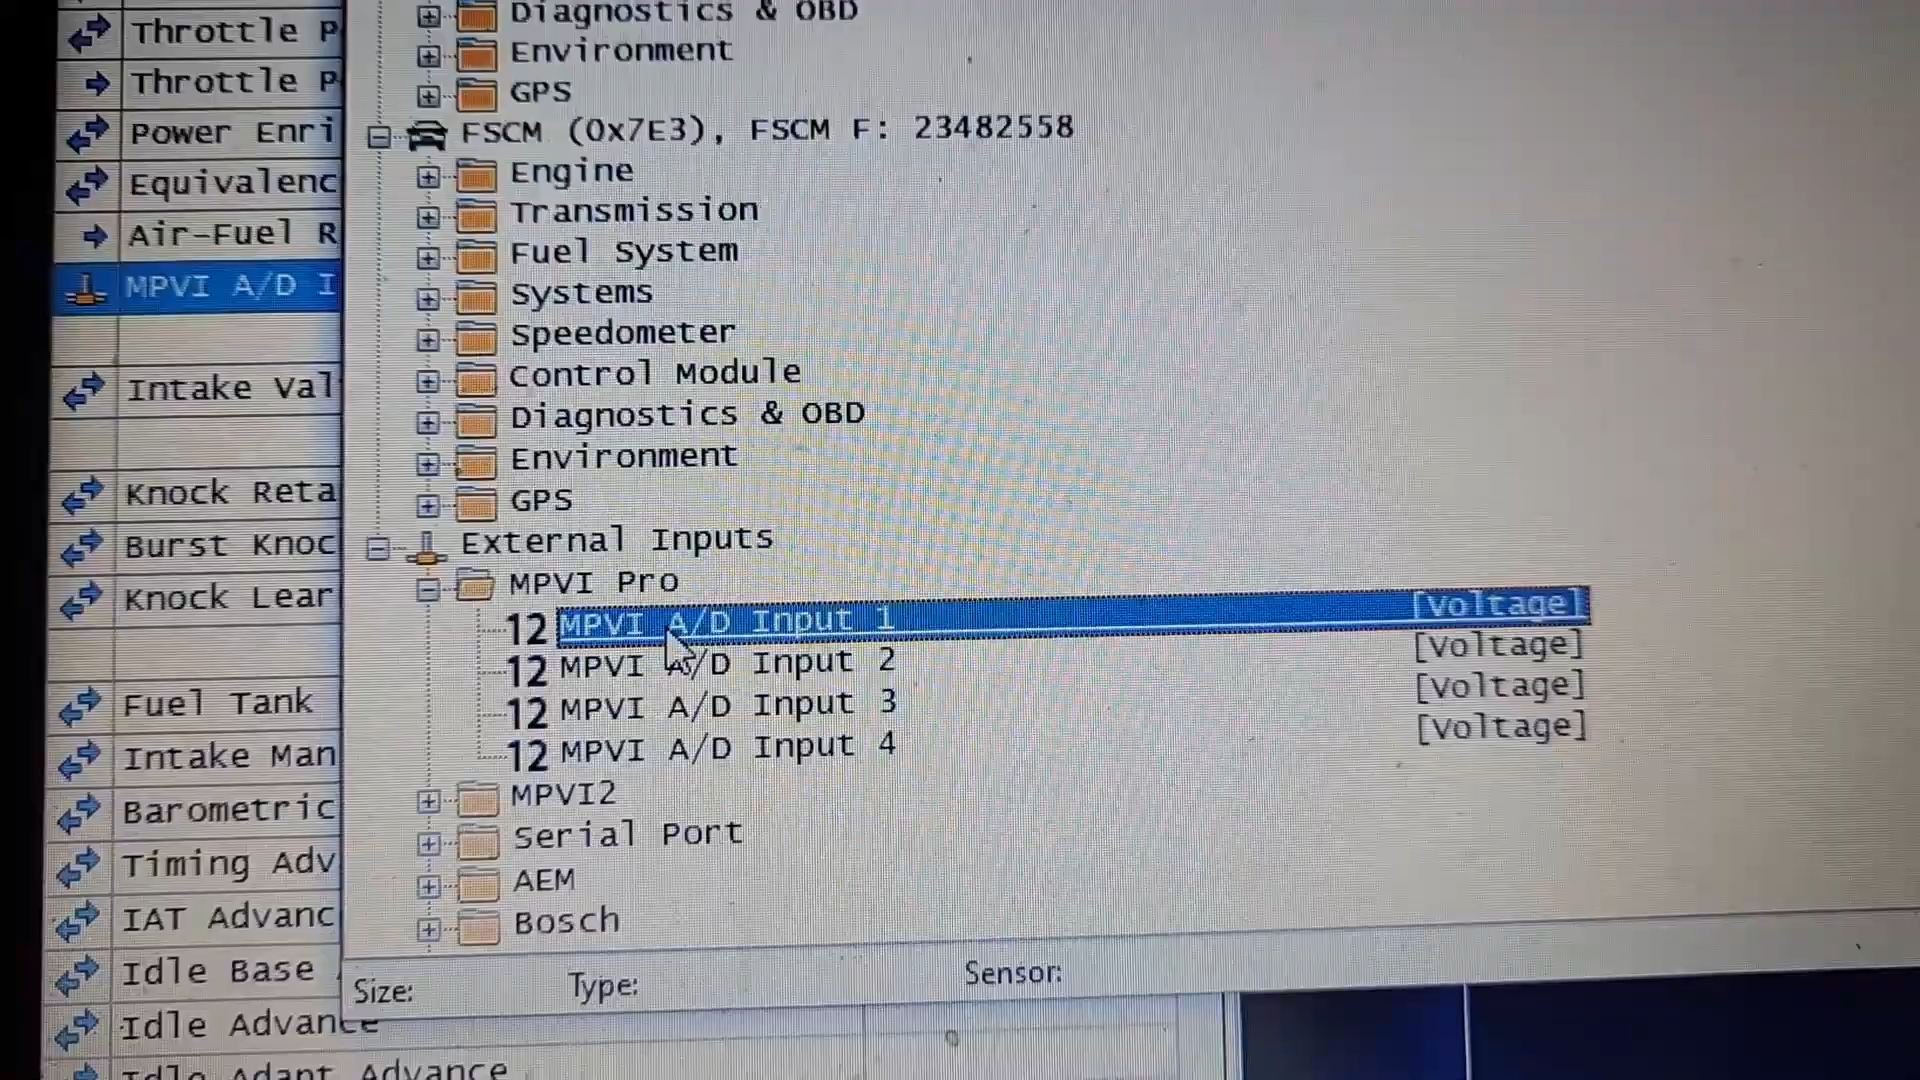 Throttle P
Throttle P
Power Enri
Equivalenc
Air-Fuel R
MPVI A/D I
Intake Val
Knock Reta
Burst Knoc
Knock Lear
Fuel Tank
Intake Man
Barometric
Timing Adv
IAT Advanc
Idle Base
Idle Advance
Idle Adapt Advance
Diagnostics & OBD
Environment
GPS
FSCM (0x7E3), FSCM F: 23482558
Engine
Transmission
Fuel System
Systems
Speedometer
Control Module
Diagnostics & OBD
Environment
GPS
External Inputs
MPVI Pro
12 MPVI A/D Input 1 [Voltage]
12 MPVI A/D Input 2 [Voltage]
12 MPVI A/D Input 3 [Voltage]
12 MPVI A/D Input 4 [Voltage]
MPVI2
Serial Port
AEM
Bosch
Size: Type: Sensor: